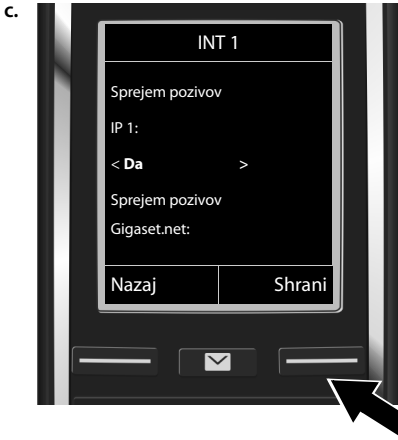 c.
INT 1
Sprejem pozivov
IP 1:
< Da >
Sprejem pozivov
Gigaset.net:
Nazaj Shrani